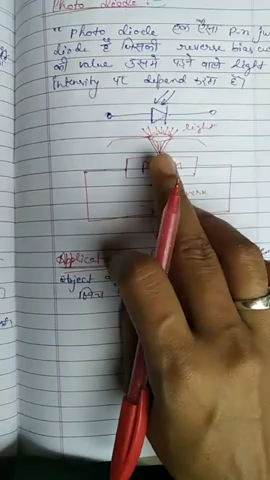 Photo diode :
" Photo diode एक ऐसा P-n ju
diode है जिसकी reverse bias cu
की value उसमें पड़ने वाले light
intensity पर depend करता है।
light
P
Applicat
Object